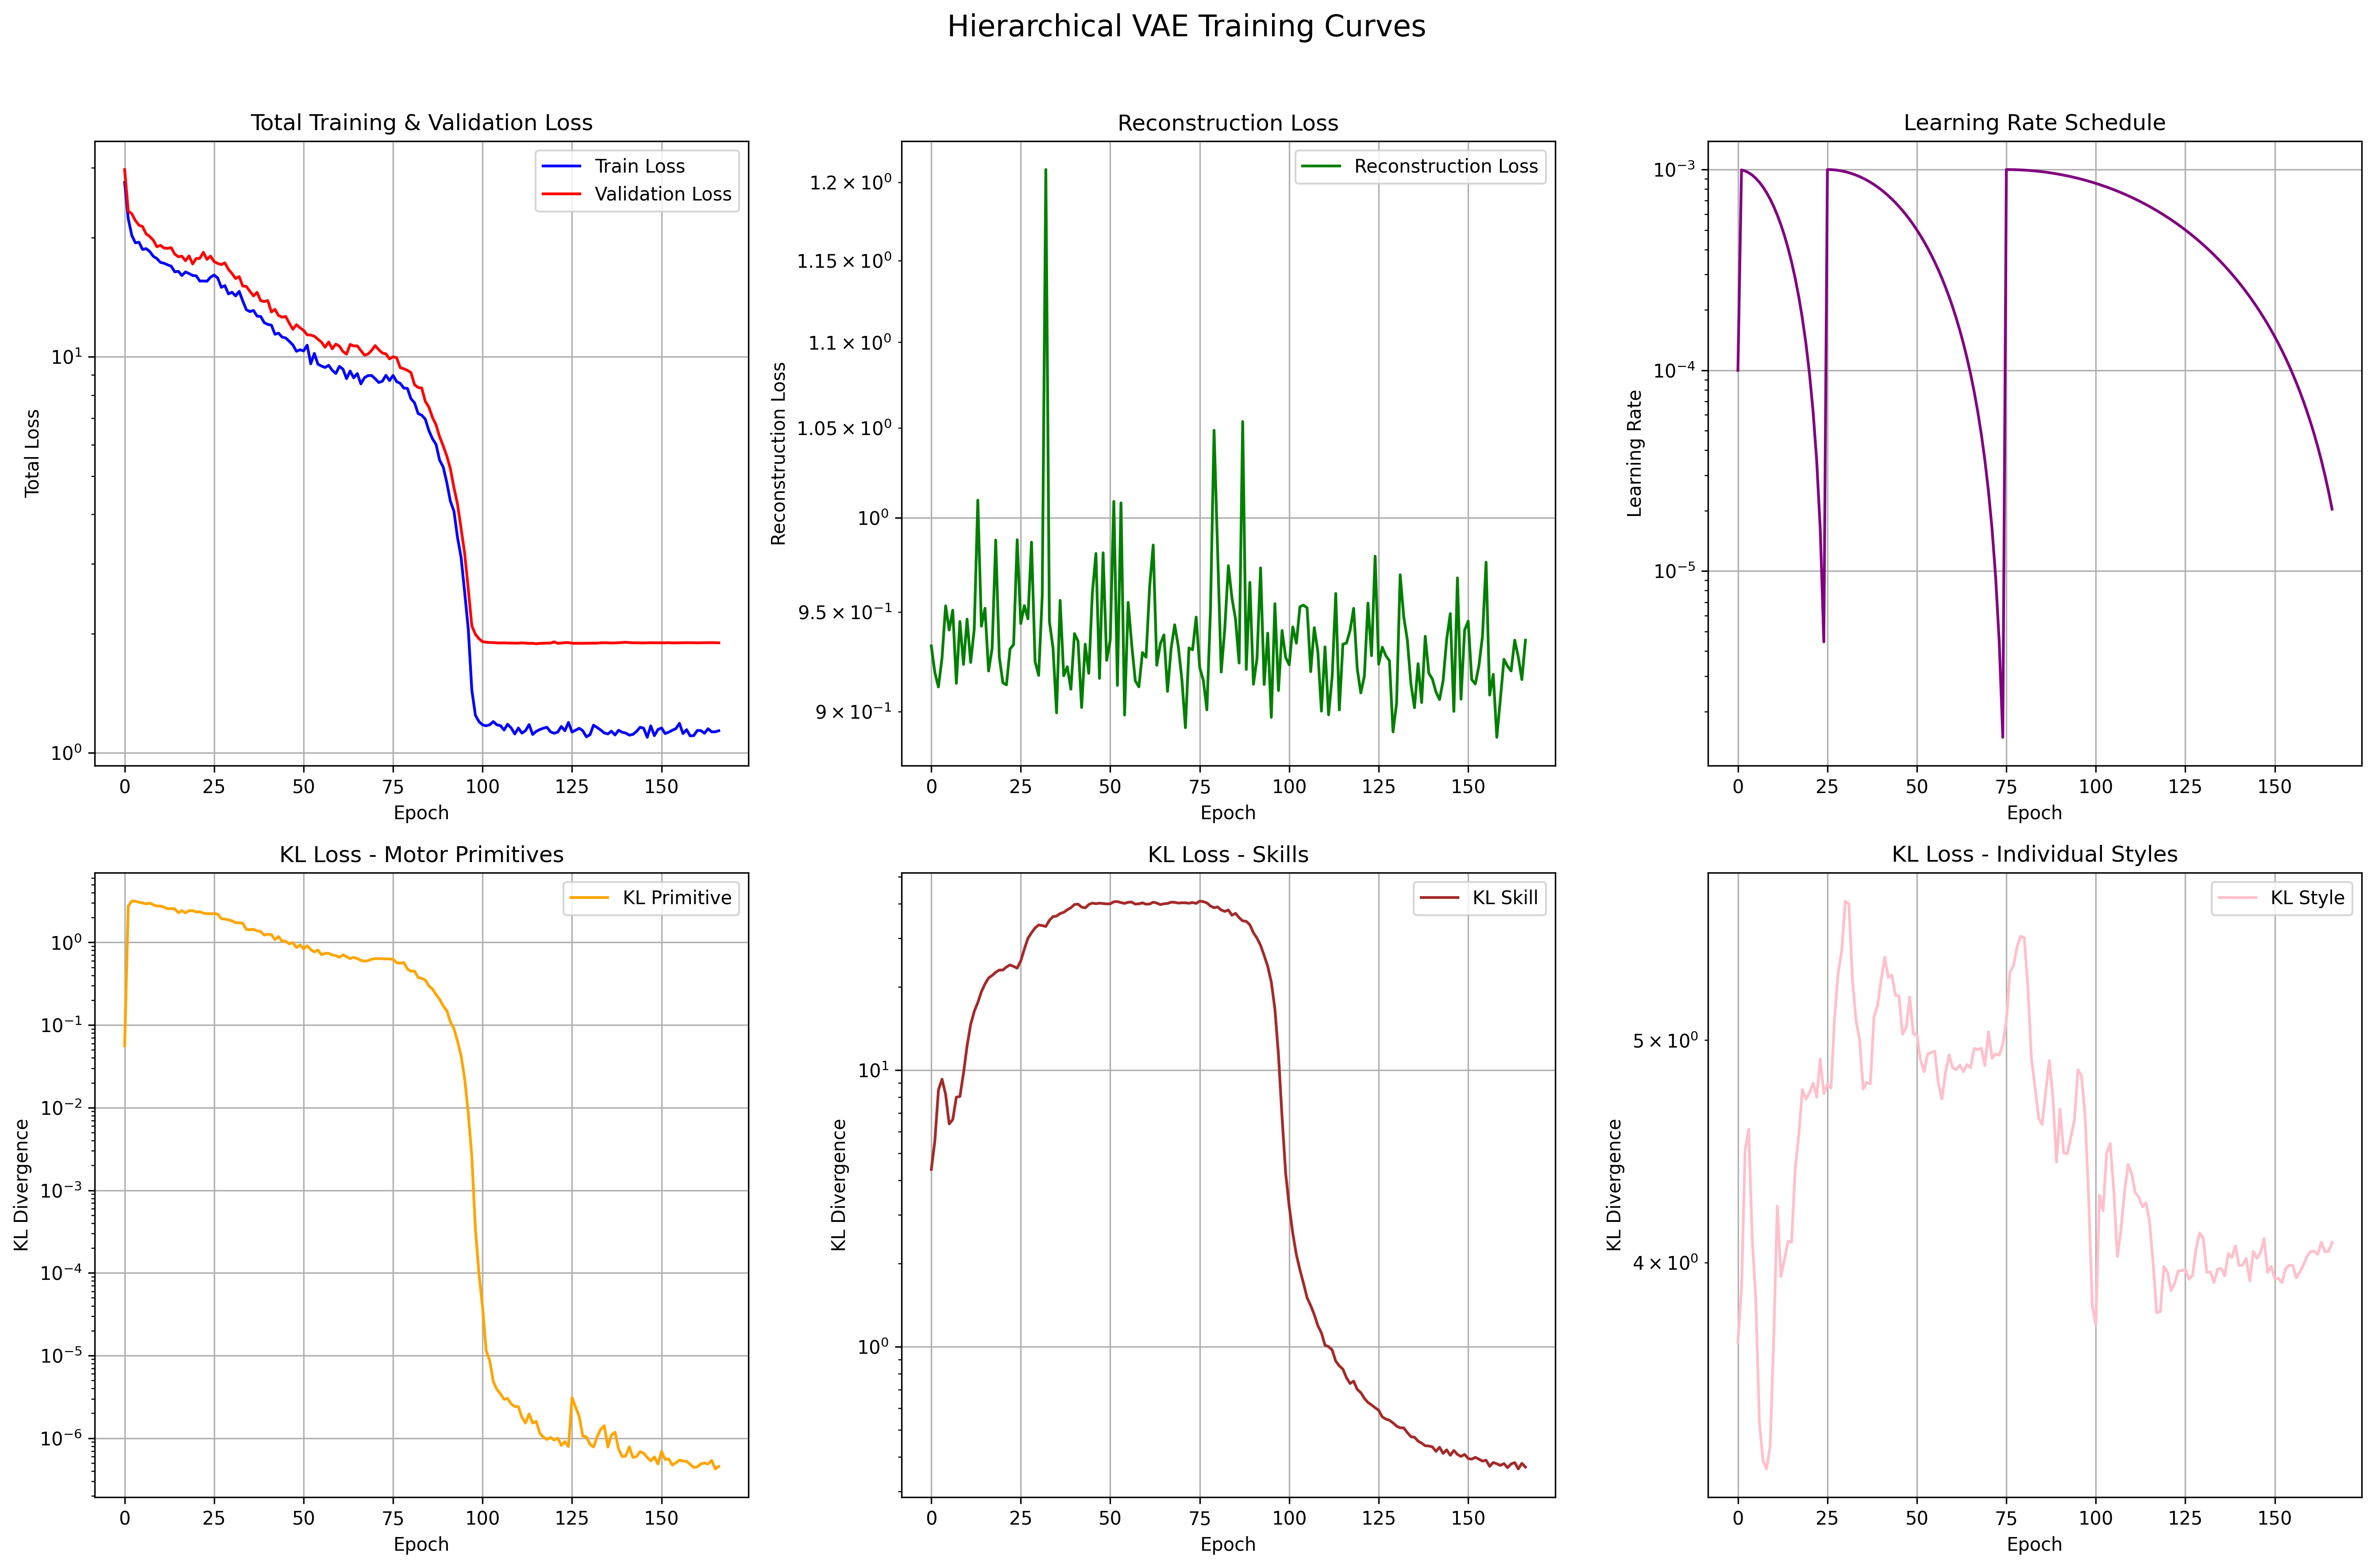 Hierarchical VAE Training Curves
Total Training & Validation Loss
Train Loss
Validation Loss
Total Loss
10¹
10⁰
0 25 50 75 100 125 150
Epoch
Reconstruction Loss
Reconstruction Loss
Reconstruction Loss
1.2 × 10⁰
1.15 × 10⁰
1.1 × 10⁰
1.05 × 10⁰
10⁰
9.5 × 10⁻¹
9 × 10⁻¹
0 25 50 75 100 125 150
Epoch
Learning Rate Schedule
Learning Rate
10⁻³
10⁻⁴
10⁻⁵
0 25 50 75 100 125 150
Epoch
KL Loss - Motor Primitives
KL Primitive
KL Divergence
10⁰
10⁻¹
10⁻²
10⁻³
10⁻⁴
10⁻⁵
10⁻⁶
0 25 50 75 100 125 150
Epoch
KL Loss - Skills
KL Skill
KL Divergence
10¹
10⁰
0 25 50 75 100 125 150
Epoch
KL Loss - Individual Styles
KL Style
KL Divergence
5 × 10⁰
4 × 10⁰
0 25 50 75 100 125 150
Epoch